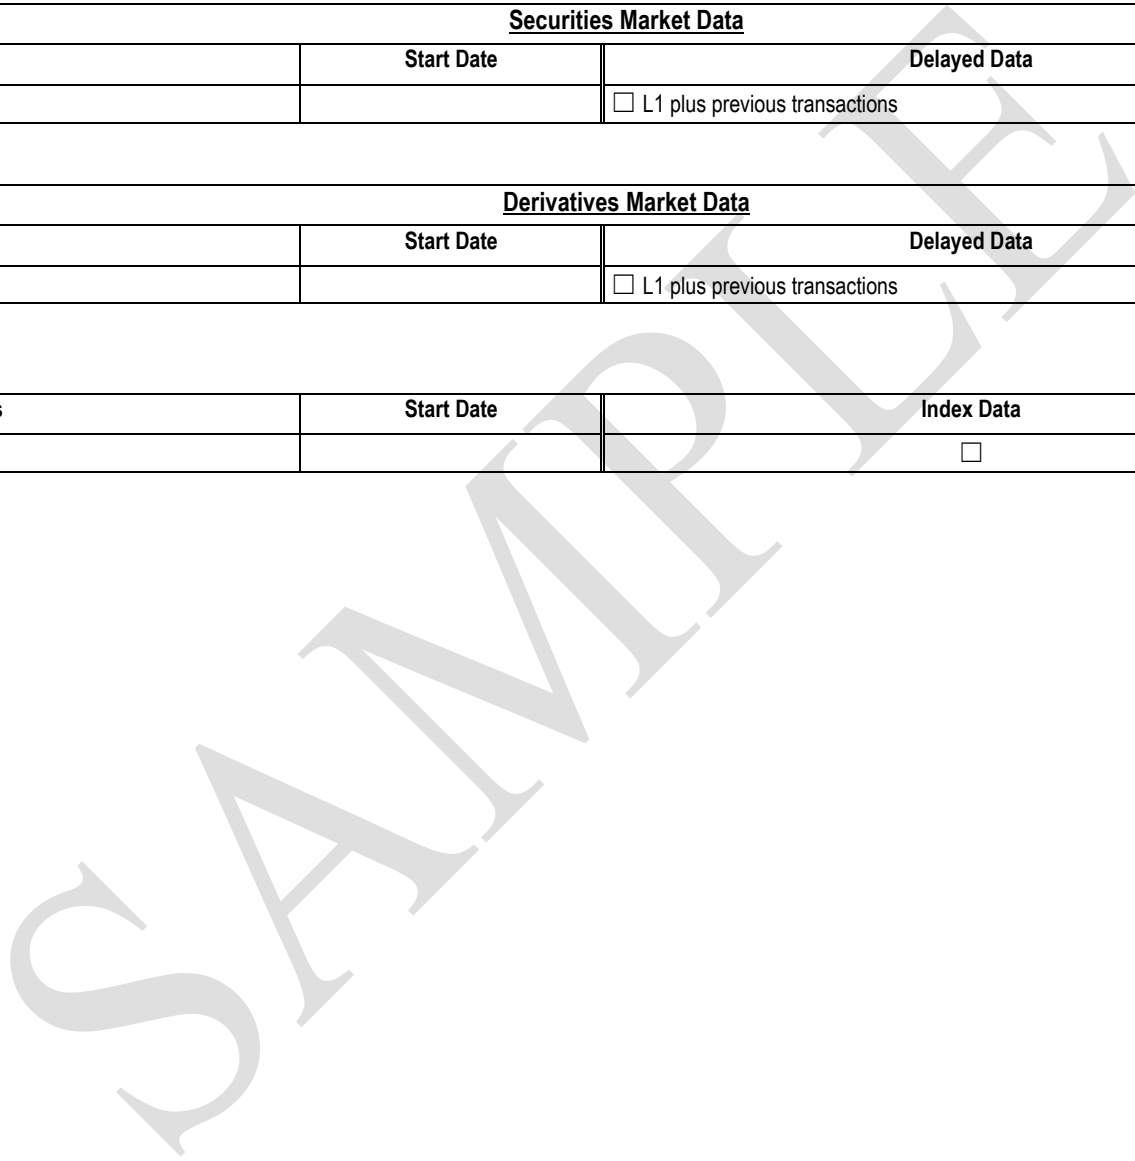 Securities Market Data
Start Date Delayed Data
☐ L1 plus previous transactions
Derivatives Market Data
Start Date Delayed Data
☐ L1 plus previous transactions
s Start Date Index Data
☐
SAMPLE